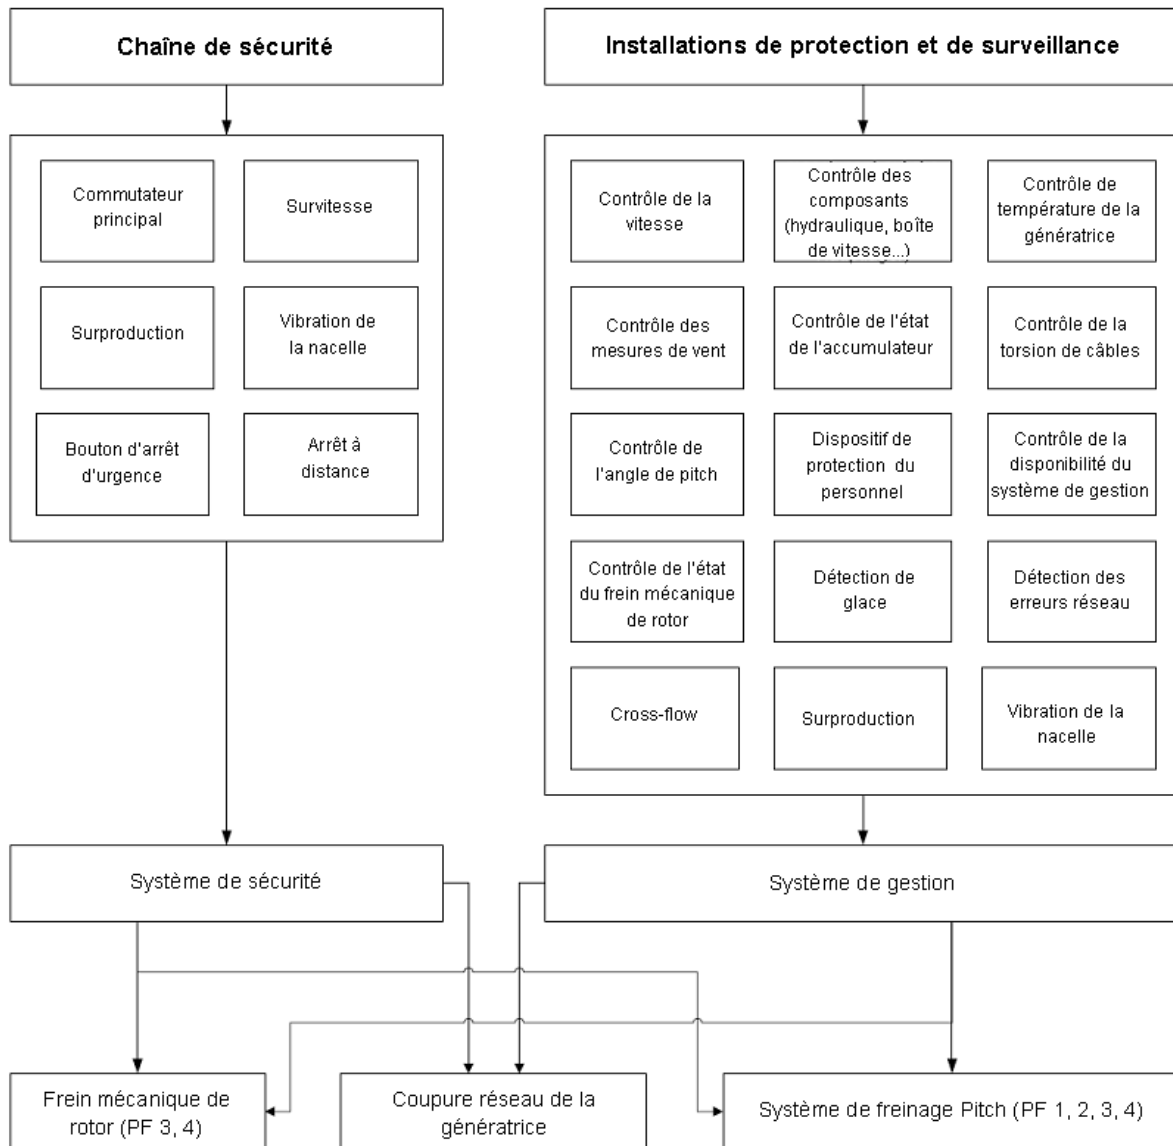 Chaîne de sécurité
Installations de protection et de surveillance
Commutateur
principal
Survitesse
Surproduction
Vibration de
la nacelle
Bouton d'arrêt
d'urgence
Arrêt à
distance
Contrôle de la
vitesse
Contrôle des
composants
(hydraulique, boîte
de vitesse...)
Contrôle de
température de la
génératrice
Contrôle des
mesures de vent
Contrôle de l'état
de l'accumulateur
Contrôle de la
torsion de câbles
Contrôle de
l'angle de pitch
Dispositif de
protection du
personnel
Contrôle de la
disponibilité du
système de gestion
Contrôle de l'état
du frein mécanique
de rotor
Détection de
glace
Détection des
erreurs réseau
Cross-flow
Surproduction
Vibration de la
nacelle
Système de sécurité
Système de gestion
Frein mécanique de
rotor (PF 3, 4)
Coupure réseau de la
génératrice
Système de freinage Pitch (PF 1, 2, 3, 4)